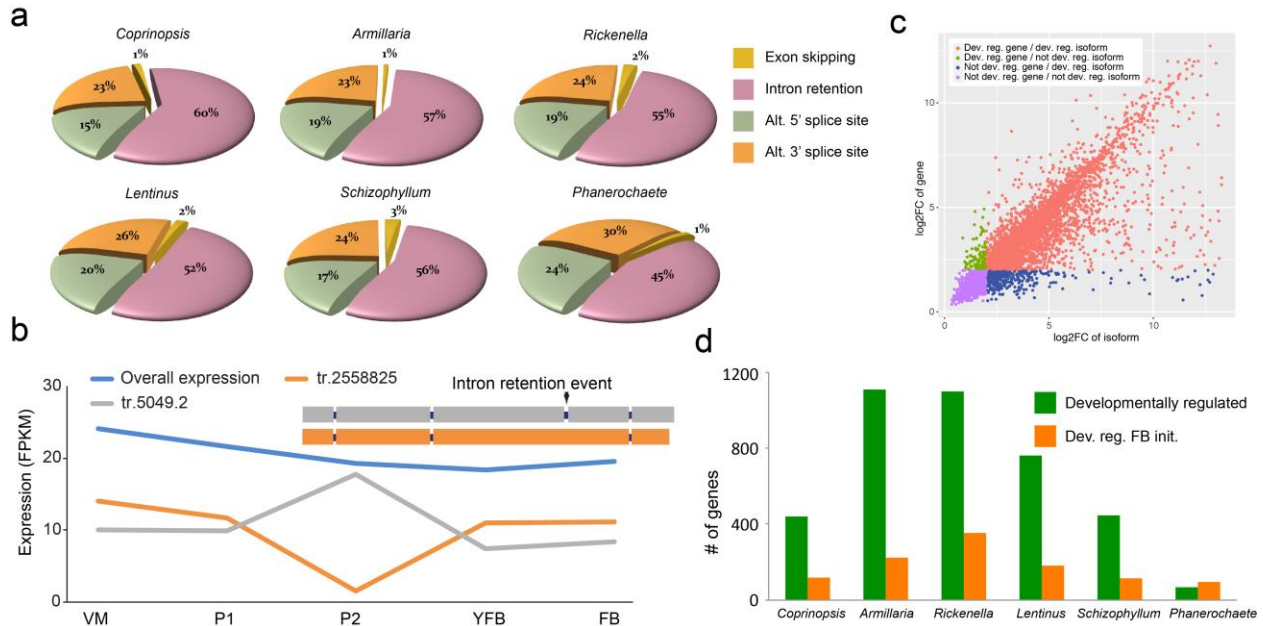 a
Coprinopsis
1%
23%
15%
60%
Armillaria
1%
23%
19%
57%
Rickenella
2%
24%
19%
55%
Exon skipping
Intron retention
Alt. 5' splice site
Alt. 3' splice site
Lentinus
2%
26%
20%
52%
Schizophyllum
3%
24%
17%
56%
Phanerochaete
1%
30%
24%
45%
b
Overall expression
tr.2558825
tr.5049.2
Intron retention event
Expression (FPKM)
30
20
10
0
VM
P1
P2
YFB
FB
c
Dev. reg. gene / dev. reg. isoform
Dev. reg. gene / not dev. reg. isoform
Not dev. reg. gene / dev. reg. isoform
Not dev. reg. gene / not dev. reg. isoform
log2FC of gene
10
5
0
0
5
10
log2FC of isoform
d
# of genes
1200
800
400
0
Developmentally regulated
Dev. reg. FB init.
Coprinopsis
Armillaria
Rickenella
Lentinus
Schizophyllum
Phanerochaete